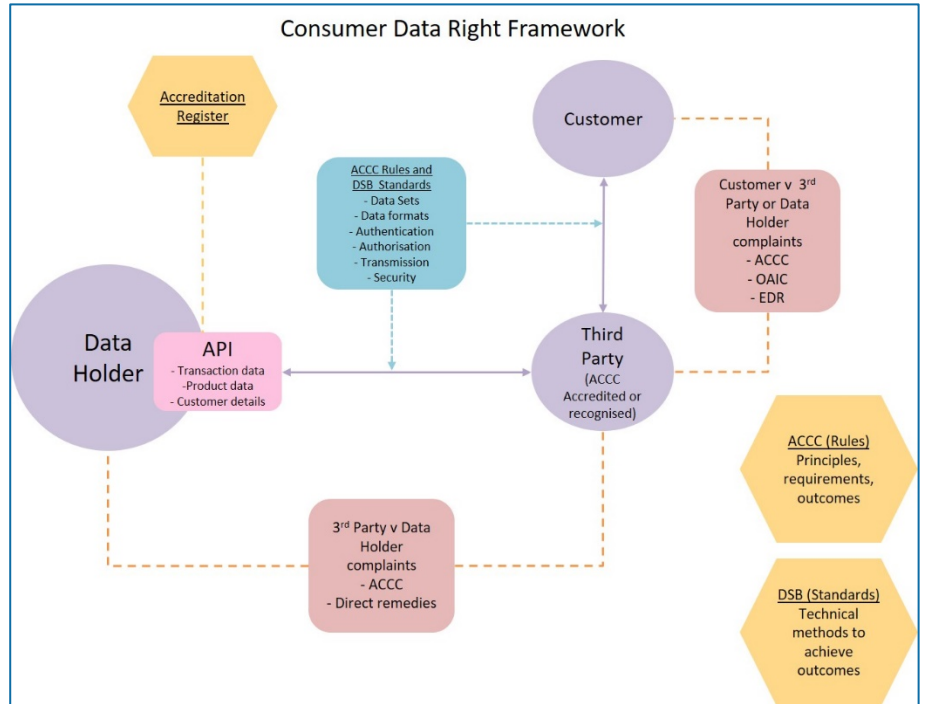 Consumer Data Right Framework
Accreditation
Register
Customer
ACCC Rules and
DSB Standards
- Data Sets
- Data formats
- Authentication
- Authorisation
- Transmission
- Security
Customer v 3rd
Party or Data
Holder
complaints
- ACCC
- OAIC
- EDR
Data
Holder
API
- Transaction data
-Product data
- Customer details
Third
Party
(ACCC
Accredited or
recognised)
ACCC (Rules)
Principles,
requirements,
outcomes
3rd Party v Data
Holder
complaints
- ACCC
- Direct remedies
DSB (Standards)
Technical
methods to
achieve
outcomes